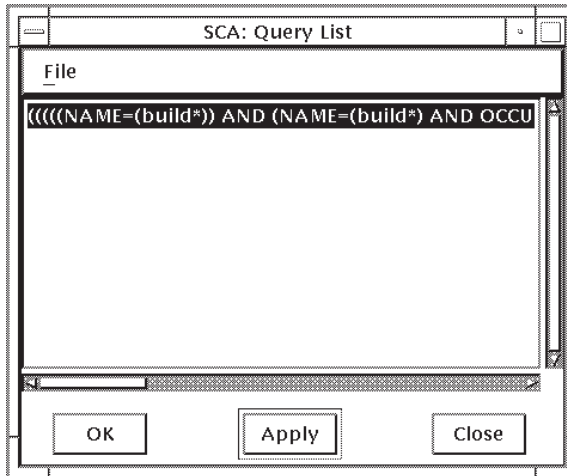 SCA: Query List
File
(((((NAME=(build*)) AND (NAME=(build*) AND OCCU
OK Apply Close